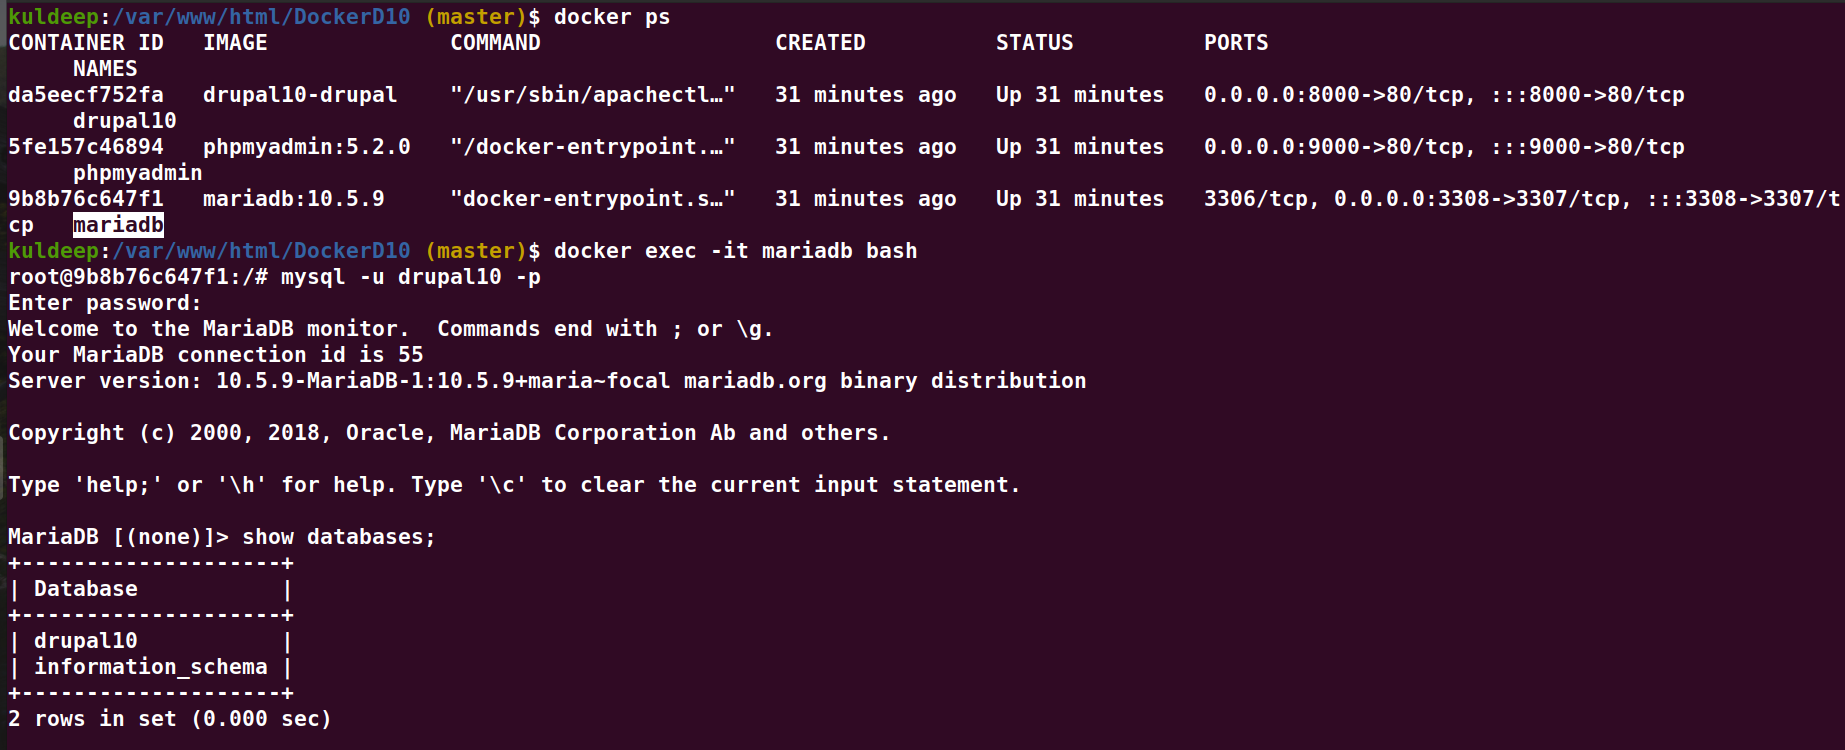 kuldeep:/var/www/html/DockerD10 (master)$ docker ps
CONTAINER ID   IMAGE              COMMAND                  CREATED          STATUS          PORTS
     NAMES
da5eecf752fa   drupal10-drupal    "/usr/sbin/apachectl…"   31 minutes ago   Up 31 minutes   0.0.0.0:8000->80/tcp, :::8000->80/tcp
     drupal10
5fe157c46894   phpmyadmin:5.2.0   "/docker-entrypoint.…"   31 minutes ago   Up 31 minutes   0.0.0.0:9000->80/tcp, :::9000->80/tcp
     phpmyadmin
9b8b76c647f1   mariadb:10.5.9     "docker-entrypoint.s…"   31 minutes ago   Up 31 minutes   3306/tcp, 0.0.0.0:3308->3307/tcp, :::3308->3307/t
cp   mariadb
kuldeep:/var/www/html/DockerD10 (master)$ docker exec -it mariadb bash
root@9b8b76c647f1:/# mysql -u drupal10 -p
Enter password:
Welcome to the MariaDB monitor.  Commands end with ; or \g.
Your MariaDB connection id is 55
Server version: 10.5.9-MariaDB-1:10.5.9+maria~focal mariadb.org binary distribution

Copyright (c) 2000, 2018, Oracle, MariaDB Corporation Ab and others.

Type 'help;' or '\h' for help. Type '\c' to clear the current input statement.

MariaDB [(none)]> show databases;
+--------------------+
| Database           |
+--------------------+
| drupal10           |
| information_schema |
+--------------------+
2 rows in set (0.000 sec)